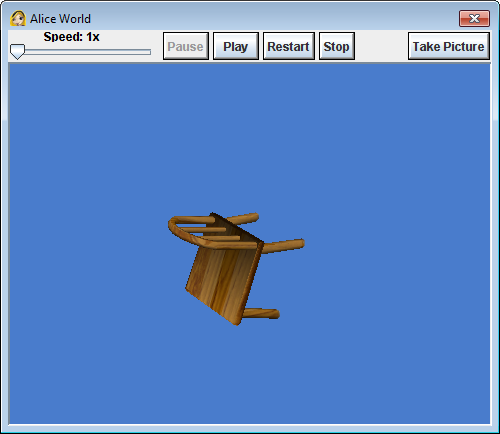 Alice World
Speed: 1x
Pause Play Restart Stop Take Picture